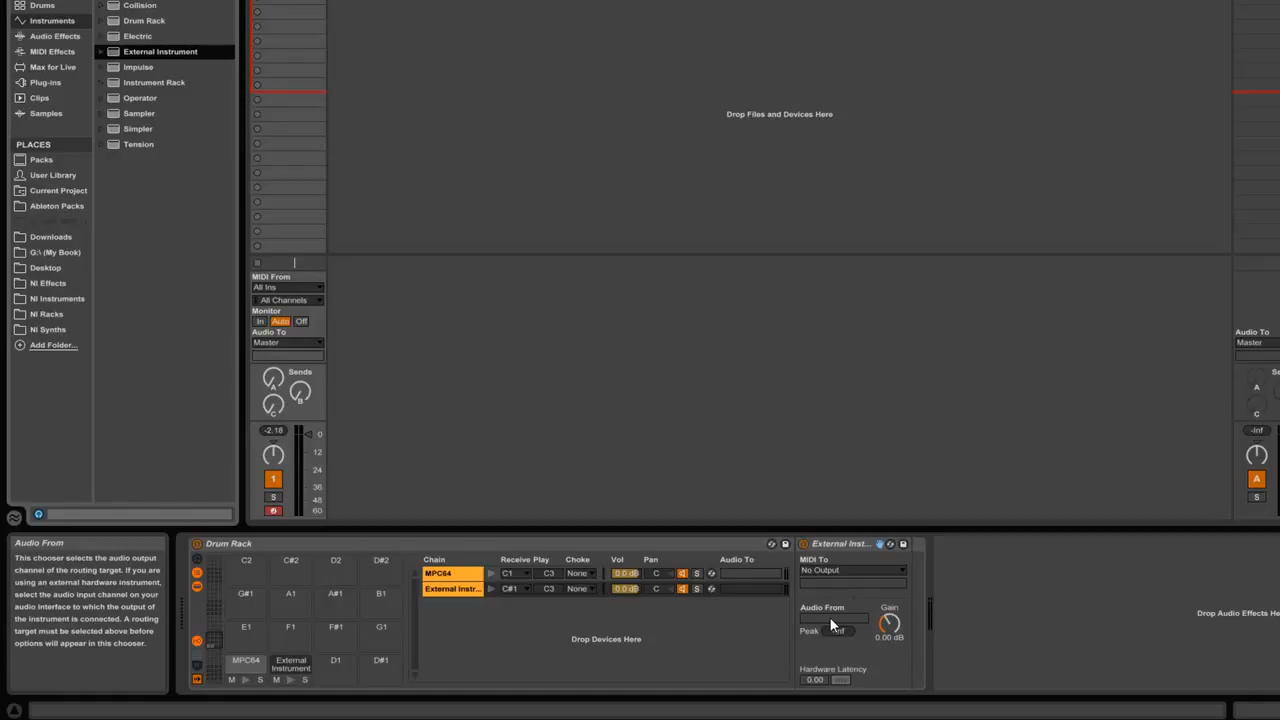 Drums
Instruments
Audio Effects
MIDI Effects
Max for Live
Plug-ins
Clips
Samples
PLACES
Packs
User Library
Current Project
Ableton Packs
Downloads
G:\ (My Book)
Desktop
NI Effects
NI Instruments
NI Racks
NI Synths
Add Folder...
Collision
Drum Rack
Electric
External Instrument
Impulse
Instrument Rack
Operator
Sampler
Simpler
Tension
Drop Files and Devices Here
MIDI From
All Ins
All Channels
Monitor
In Auto Off
Audio To
Master
Sends
A
B
C
-2.18
0
12
24
36
48
60
1
S
Audio To
Master
Se
A
C
-Inf
A
S
Audio From
This chooser selects the audio output
channel of the routing target. If you are
using an external hardware instrument,
select the audio input channel on your
audio interface to which the output of
the instrument is connected. A routing
target must be selected above before
options will appear in this chooser.
Drum Rack
C2 C#2 D2 D#2
G#1 A1 A#1 B1
E1 F1 F#1 G1
MPC64 External Instrument D1 D#1
M S M S
Chain Receive Play Choke Vol Pan Audio To
MPC64 C1 C3 None 0.0 dB C S
External Instr... C#1 C3 None 0.0 dB C S
Drop Devices Here
External Inst...
MIDI To
No Output
Audio From
Gain
Peak
0.00 dB
Hardware Latency
0.00
Drop Audio Effects He